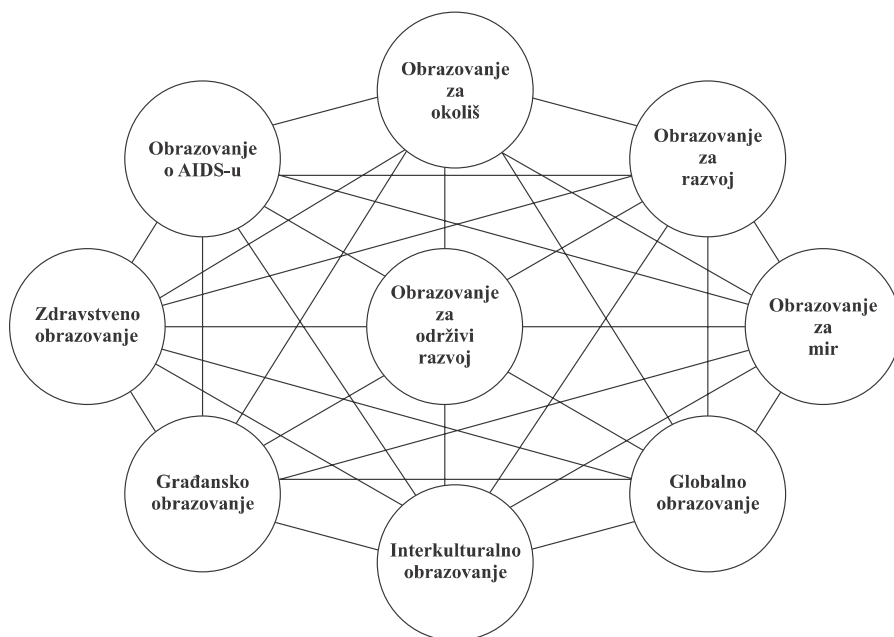 Obrazovanje
za
okoliš
Obrazovanje
o AIDS-u
Obrazovanje
za
razvoj
Zdravstveno
obrazovanje
Obrazovanje
za
održivi
razvoj
Obrazovanje
za
mir
Građansko
obrazovanje
Globalno
obrazovanje
Interkulturalno
obrazovanje